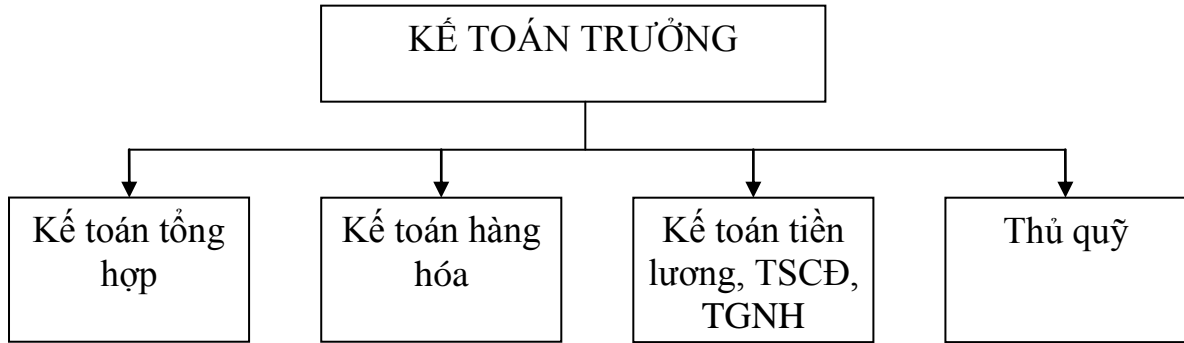 KẾ TOÁN TRƯỞNG
Kế toán tổng
hợp
Kế toán hàng
hóa
Kế toán tiền
lương, TSCĐ,
TGNH
Thủ quỹ